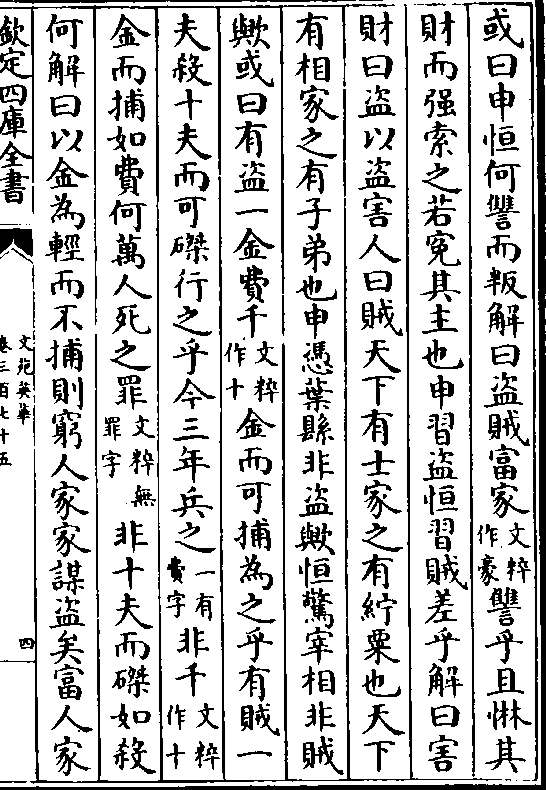 或曰申恒何讐而叛解曰盜賊富家文粹作豪讐乎且惏其
財而强索之若寃其主也申習盜恒習賊差乎解曰害
財曰盜以盜害人曰賊天下有士家之有紵粟也天下
有相家之有子弟也申憑葉縣非盜歟恒驚宰相非賊
歟或曰有盜一金費千文粹作十金而可捕為之乎有賊一
夫殺十夫而可磔行之乎今三年兵之一有費字非千文粹作十
金而捕如費何萬人死之罪文粹無罪字非十夫而磔如殺
何解曰以金為輕而不捕則窮人家家謀盜矣富人家
欽定四庫全書
文苑英華
卷三百七十五
四